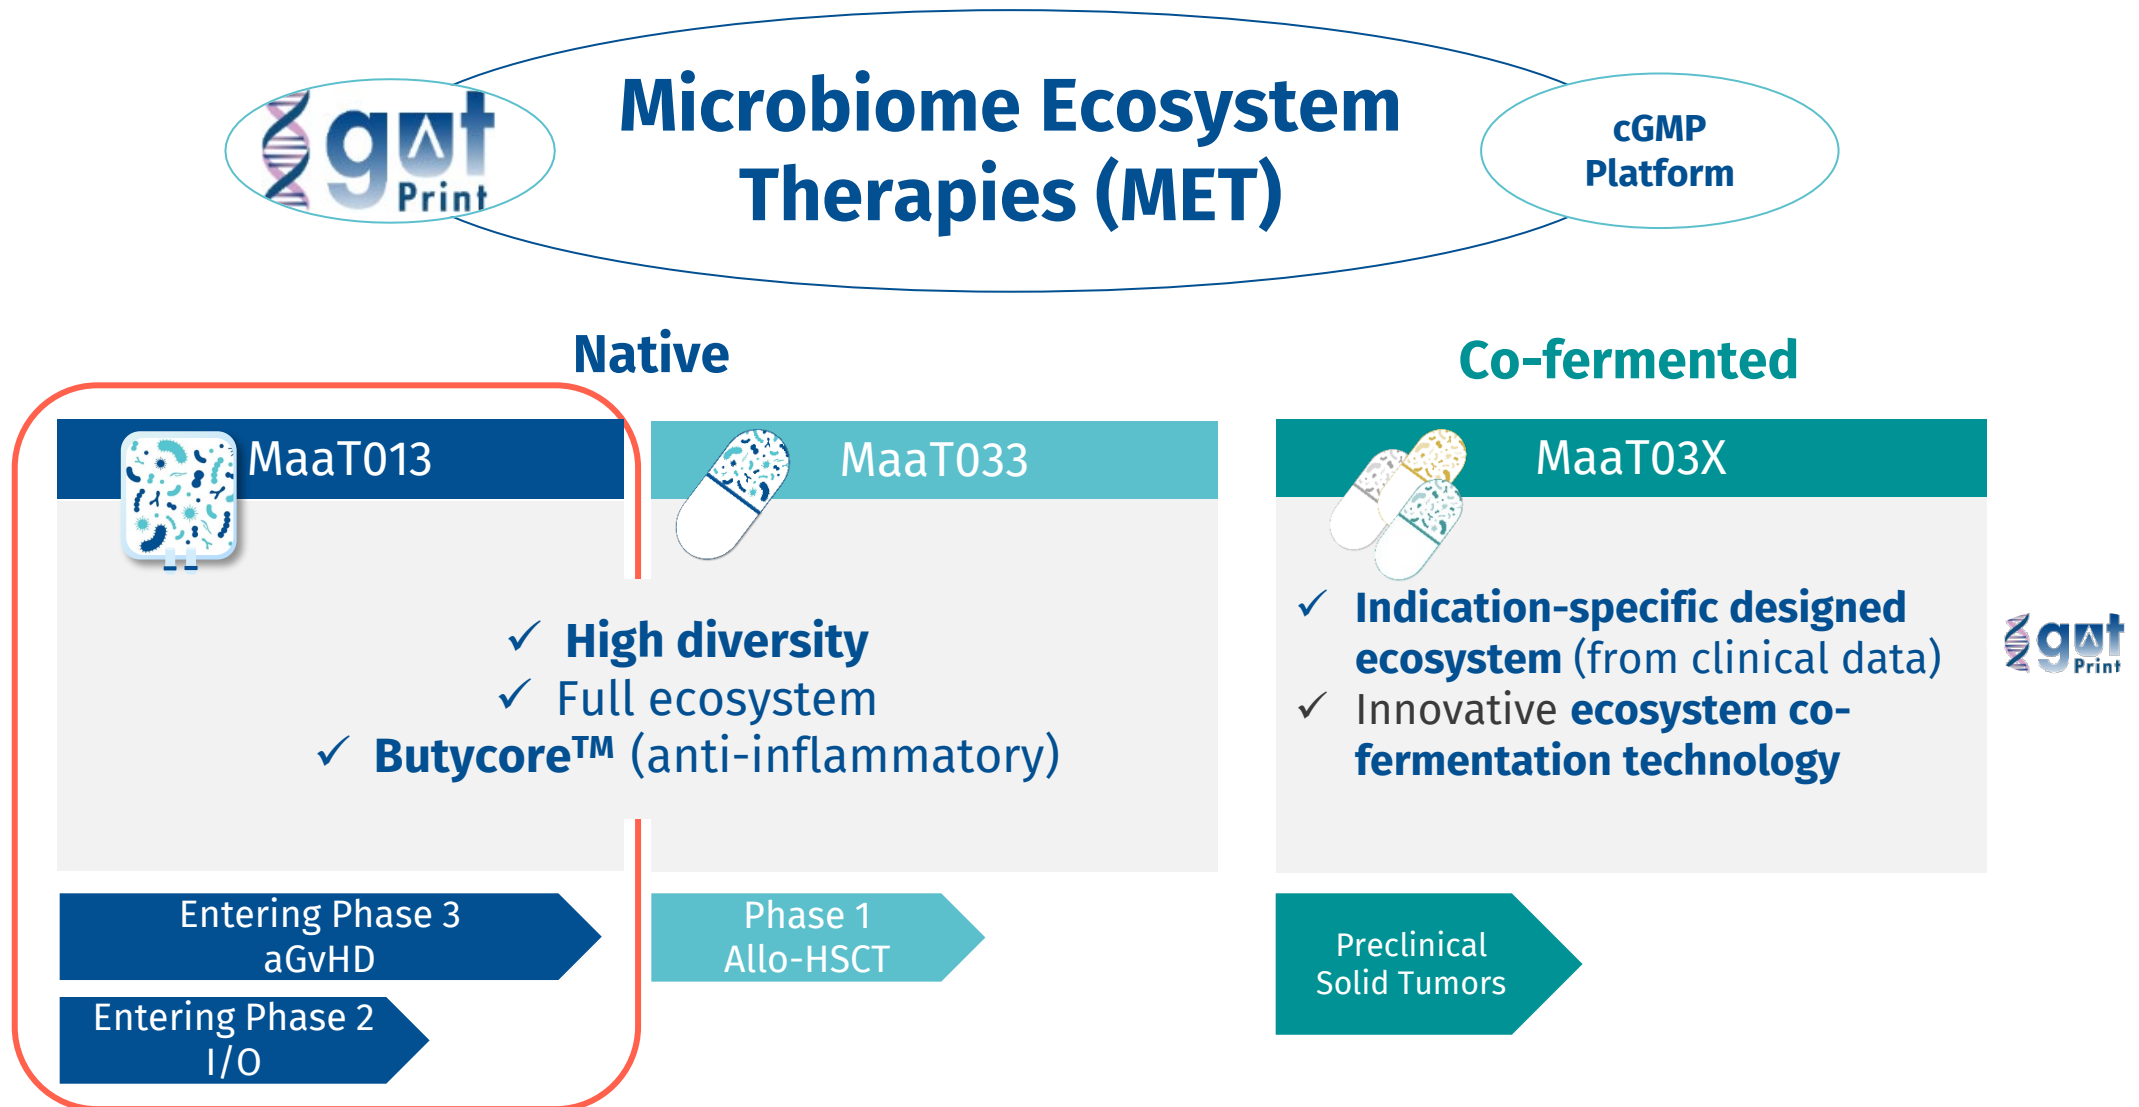 gut
Print
Microbiome Ecosystem
Therapies (MET)
cGMP
Platform
Native
Co-fermented
MaaT013
MaaT033
MaaT03X
✓ High diversity
✓ Full ecosystem
✓ Butycore™ (anti-inflammatory)
✓ Indication-specific designed
ecosystem (from clinical data)
✓ Innovative ecosystem co-
fermentation technology
gut
Print
Entering Phase 3
aGvHD
Entering Phase 2
I/O
Phase 1
Allo-HSCT
Preclinical
Solid Tumors